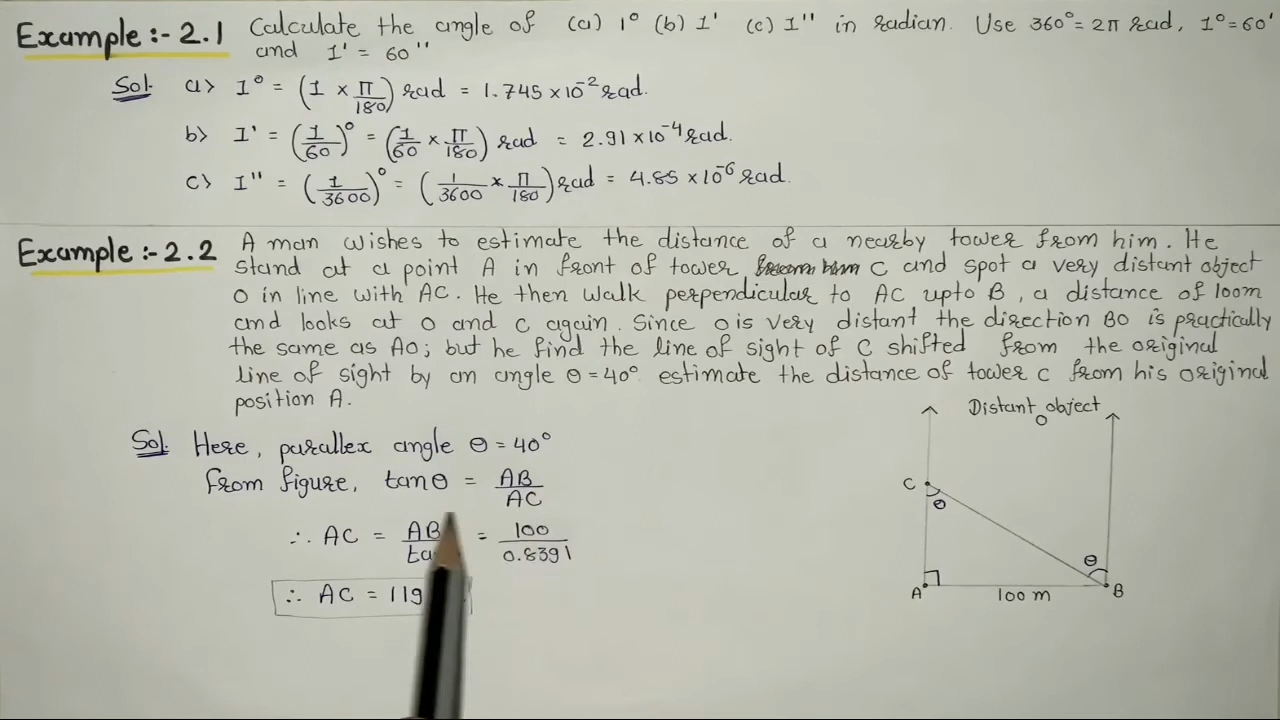 Example:- 2.1 Calculate the angle of (a) 1° (b) 1' (c) 1'' in radian. Use 360° = 2π rad, 1° = 60'
and 1' = 60''
Sol. a> 1° = (1 × π/180) rad = 1.745 × 10⁻² rad.
b> 1' = (1/60)° = (1/60 × π/180) rad = 2.91 × 10⁻⁴ rad.
c> 1'' = (1/3600)° = (1/3600 × π/180) rad = 4.85 × 10⁻⁶ rad.
Example:- 2.2 A man wishes to estimate the distance of a nearby tower from him. He
stand at a point A in front of tower C and spot a very distant object
O in line with AC. He then walk perpendicular to AC upto B, a distance of 100m
and looks at O and C again. Since O is very distant the direction BO is practically
the same as AO; but he find the line of sight of C shifted from the original
line of sight by an angle θ = 40° estimate the distance of tower C from his original
position A.
Distant object
O
Sol. Here, parallex angle θ = 40°
From figure, tanθ = AB/AC
∴ AC = AB/ = 100/0.8391
∴ AC =
C
θ
θ
A 100 m B